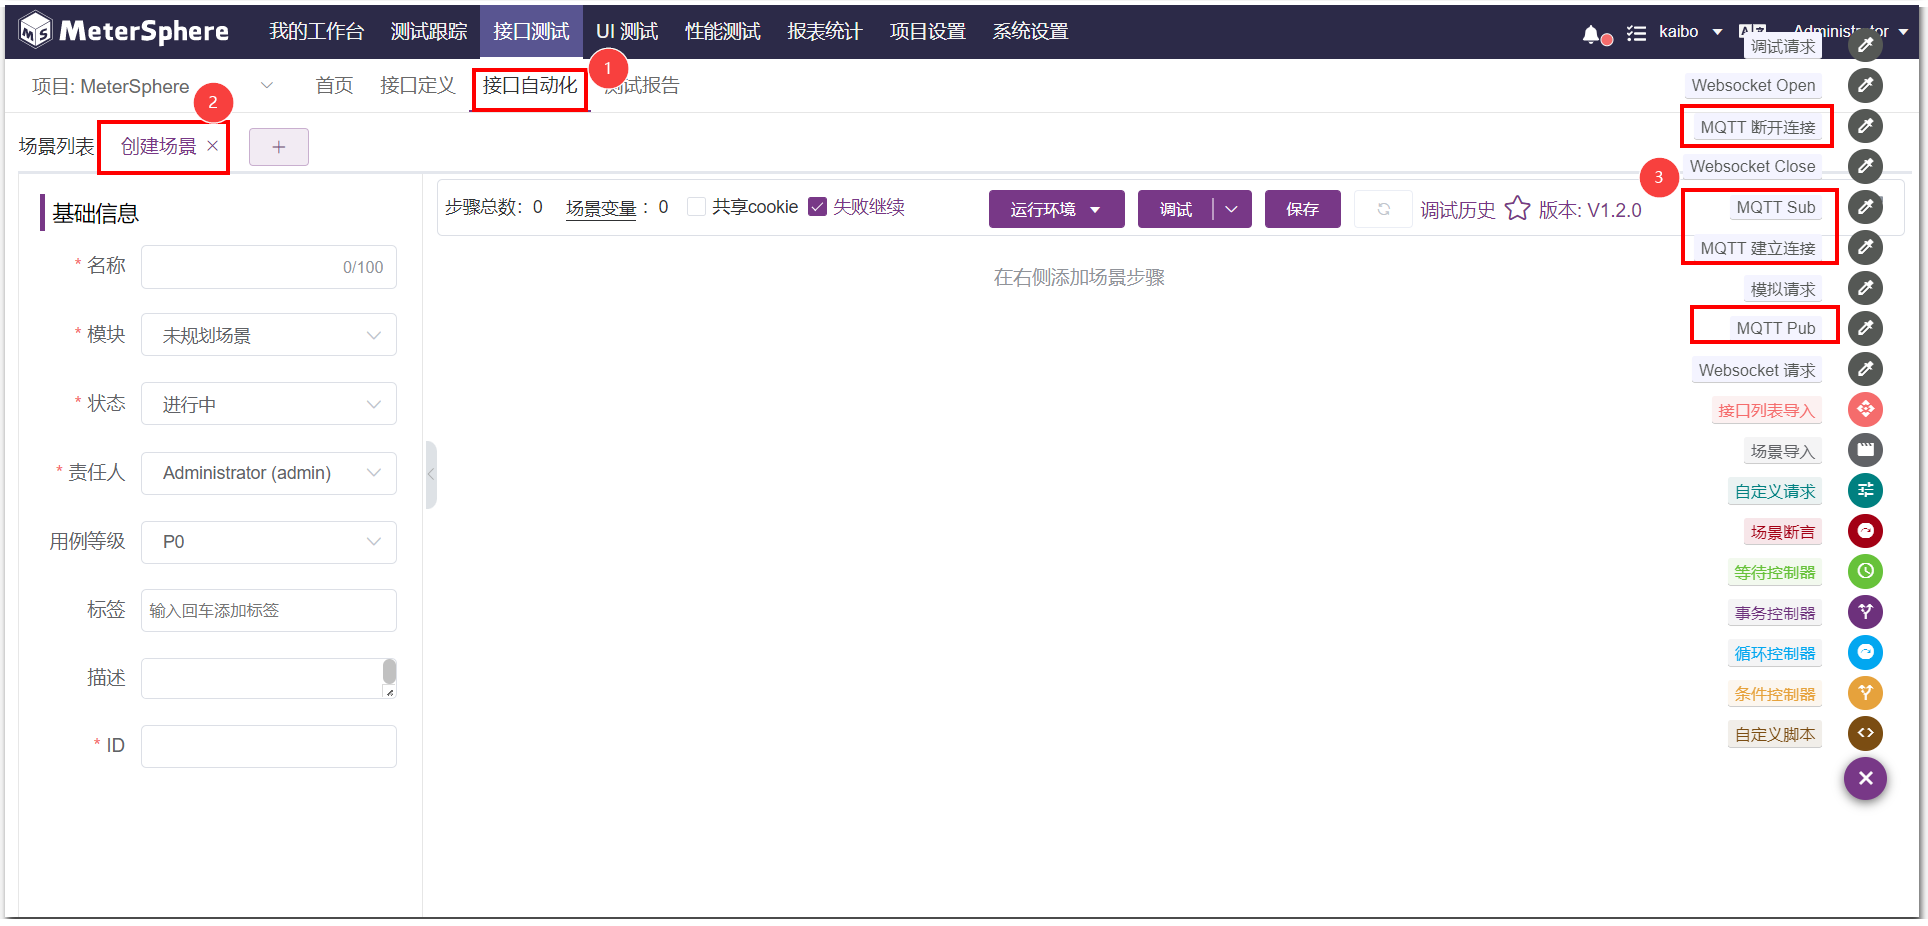 MeterSphere 我的工作台 测试跟踪 接口测试 UI 测试 性能测试 报表统计 项目设置 系统设置 kaibo
调试请求
项目: MeterSphere 首页 接口定义 接口自动化 1 测试报告
Websocket Open
2
MQTT 断开连接
场景列表 创建场景 × +
Websocket Close
3
基础信息
步骤总数: 0 场景变量 : 0 共享cookie 失败继续 运行环境 调试 保存 调试历史 版本: V1.2.0
MQTT Sub
MQTT 建立连接
* 名称 0/100
在右侧添加场景步骤
模拟请求
* 模块 未规划场景
MQTT Pub
Websocket 请求
* 状态 进行中
接口列表导入
场景导入
* 责任人 Administrator (admin)
自定义请求
场景断言
用例等级 P0
等待控制器
标签 输入回车添加标签
事务控制器
循环控制器
描述
条件控制器
自定义脚本
* ID